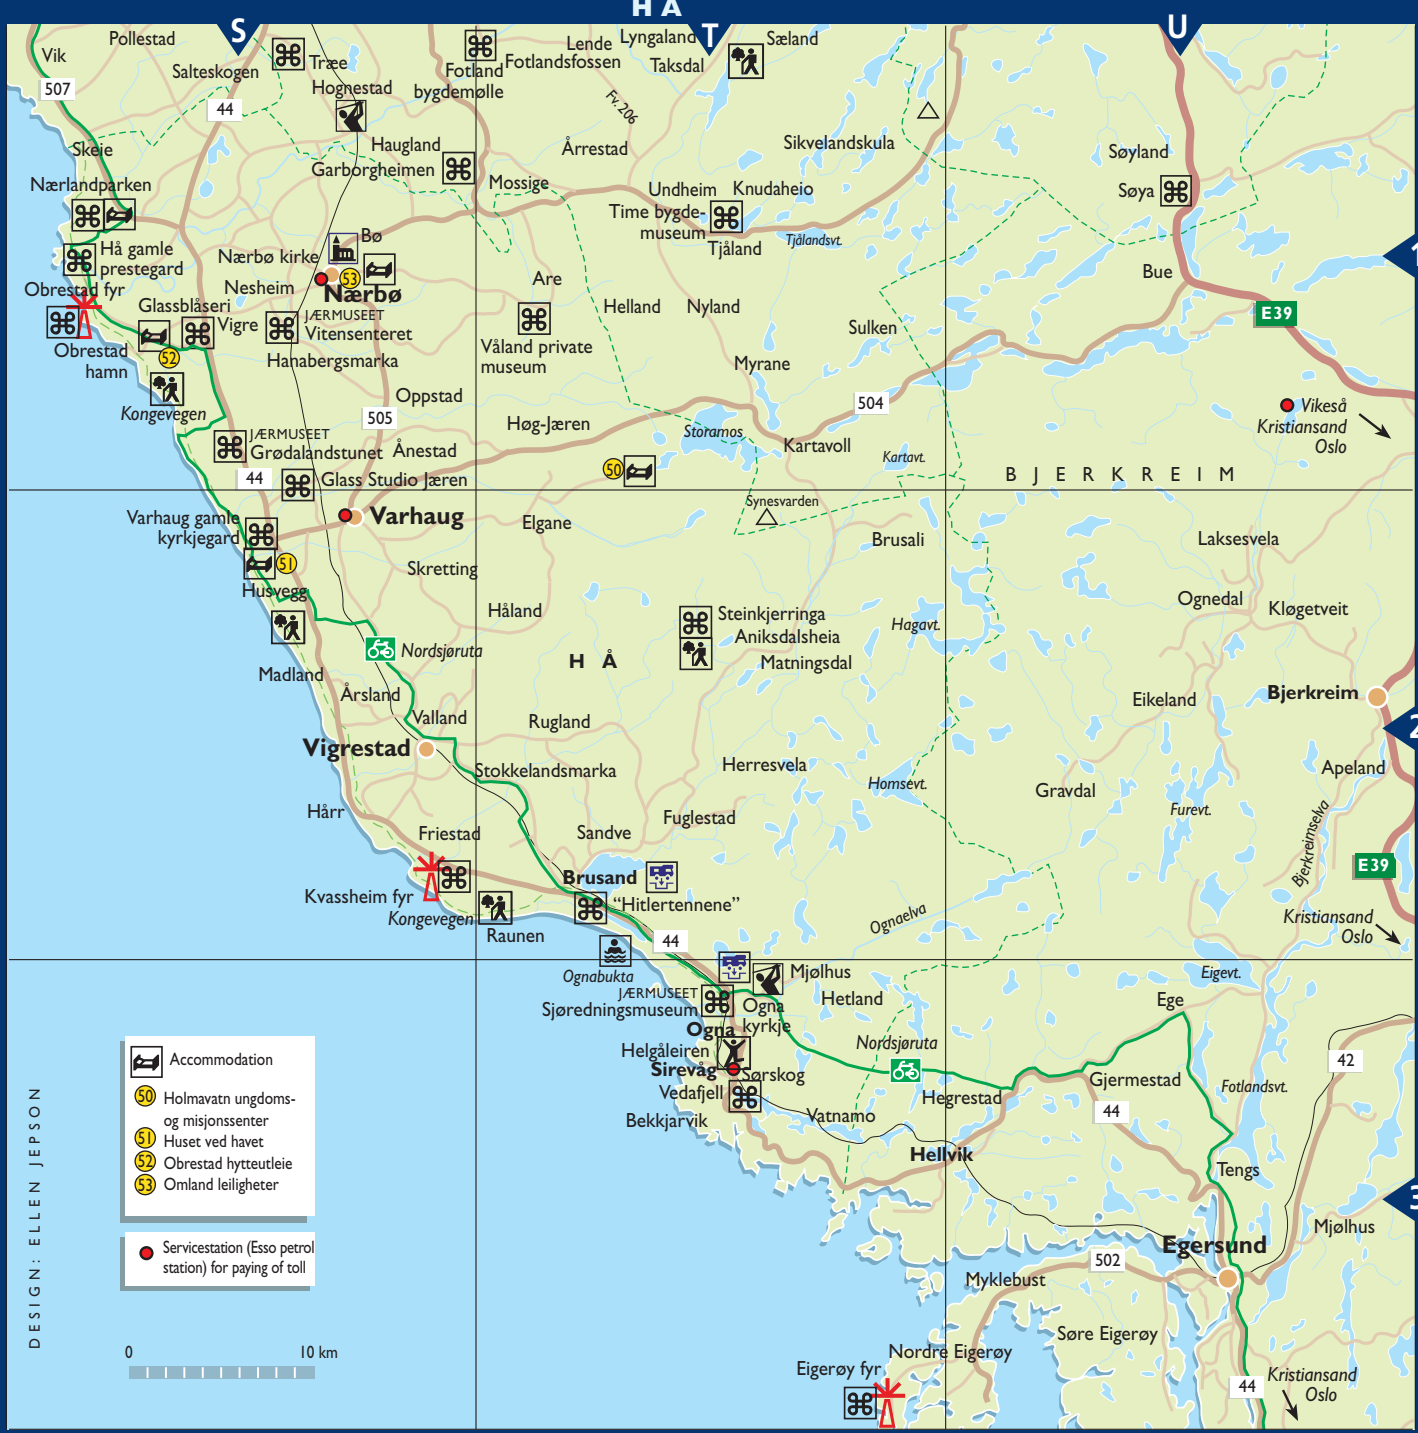 HÅ
S
T
U
Vik
Pollestad
507
Salteskogen
44
Træe
Hognestad
Fotland
bygdemølle
Lende
Fotlandsfossen
Lyngaland
Taksdal
Sæland
Fv. 206
Skeie
Haugland
Garborgheimen
Årrestad
Sikvelandskula
Søyland
Søya
Nærlandparken
Mossige
Undheim
Knudaheio
Time bygde-
museum
Tjåland
Tjålandsvt.
Hå gamle
prestegard
Bø
Nærbø kirke
53
Nærbø
Nesheim
Obrestad fyr
Glassblåseri
Vigre
JÆRMUSEET
Vitensenteret
Hanabergsmarka
Are
Helland
Nyland
Sulken
Bue
1
E39
Obrestad
hamn
52
Våland private
museum
Myrane
Kongevegen
Oppstad
505
Høg-Jæren
504
Vikeså
Kristiansand
Oslo
JÆRMUSEET
Grødalandstunet
Ånestad
Storamos
Kartavoll
Kartavt.
44
Glass Studio Jæren
50
BJERKREIM
Varhaug gamle
kyrkjegard
Varhaug
Elgane
Synesvarden
Brusali
Laksesvela
51
Husvegg
Skretting
Håland
Steinkjerringa
Aniksdalsheia
Matningsdal
Hagavt.
Ognedal
Kløgetveit
Nordsjøruta
HÅ
Madland
Årsland
Valland
Rugland
Eikeland
Bjerkreim
2
Vigrestad
Stokkelandsmarka
Herresvela
Homsevt.
Gravdal
Furevt.
Apeland
Hårr
Friestad
Sandve
Fuglestad
Bjerkreimselva
E39
Kvassheim fyr
Kongevegen
Raunen
Brusand
“Hitlertennene”
Ognaelva
Kristiansand
Oslo
44
Ognabukta
JÆRMUSEET
Sjøredningsmuseum
Mjølhus
Ogna
kyrkje
Hetland
Eigevt.
Ege
Ogna
Helgåleiren
Sirevåg
Sørskog
Vedafjell
Bekkjarvik
Nordsjøruta
Vatnamo
Hegrestad
Gjermestad
44
Fotlandsvt.
42
Hellvik
Tengs
3
Mjølhus
Egersund
502
Myklebust
Søre Eigerøy
Nordre Eigerøy
Eigerøy fyr
44
Kristiansand
Oslo
Accommodation
50 Holmavatn ungdoms-
og misjonssenter
51 Huset ved havet
52 Obrestad hytteutleie
53 Omland leiligheter
Servicestation (Esso petrol
station) for paying of toll
0 10 km
DESIGN: ELLEN JEPSON